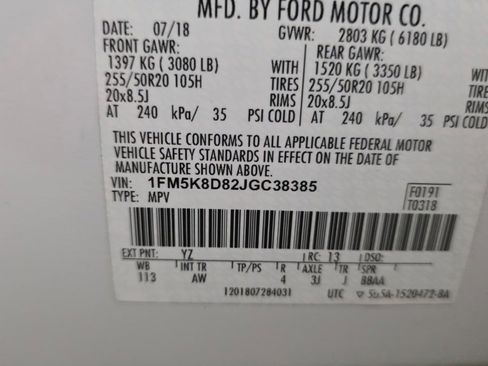 MFD. BY FORD MOTOR CO.
DATE: 07/18 GVWR: 2803 KG ( 6180 LB)
FRONT GAWR: REAR GAWR:
1397 KG ( 3080 LB) WITH 1520 KG ( 3350 LB) WITH
255/50R20 105H TIRES 255/50R20 105H TIRES
20x8.5J RIMS 20x8.5J RIMS
AT 240 kPa/ 35 PSI COLD AT 240 kPa/ 35 PSI COLD
THIS VEHICLE CONFORMS TO ALL APPLICABLE FEDERAL MOTOR
VEHICLE SAFETY STANDARDS IN EFFECT ON THE DATE OF
MANUFACTURE SHOWN ABOVE.
VIN: 1FM5K8D82JGC38385 F0191
TYPE: MPV T0318
EXT PNT: YZ RC: 13 DSO:
WB INT TR TP/PS R AXLE TR SPR
113 AW 4 3J J BBAA
1201807284031 UTC